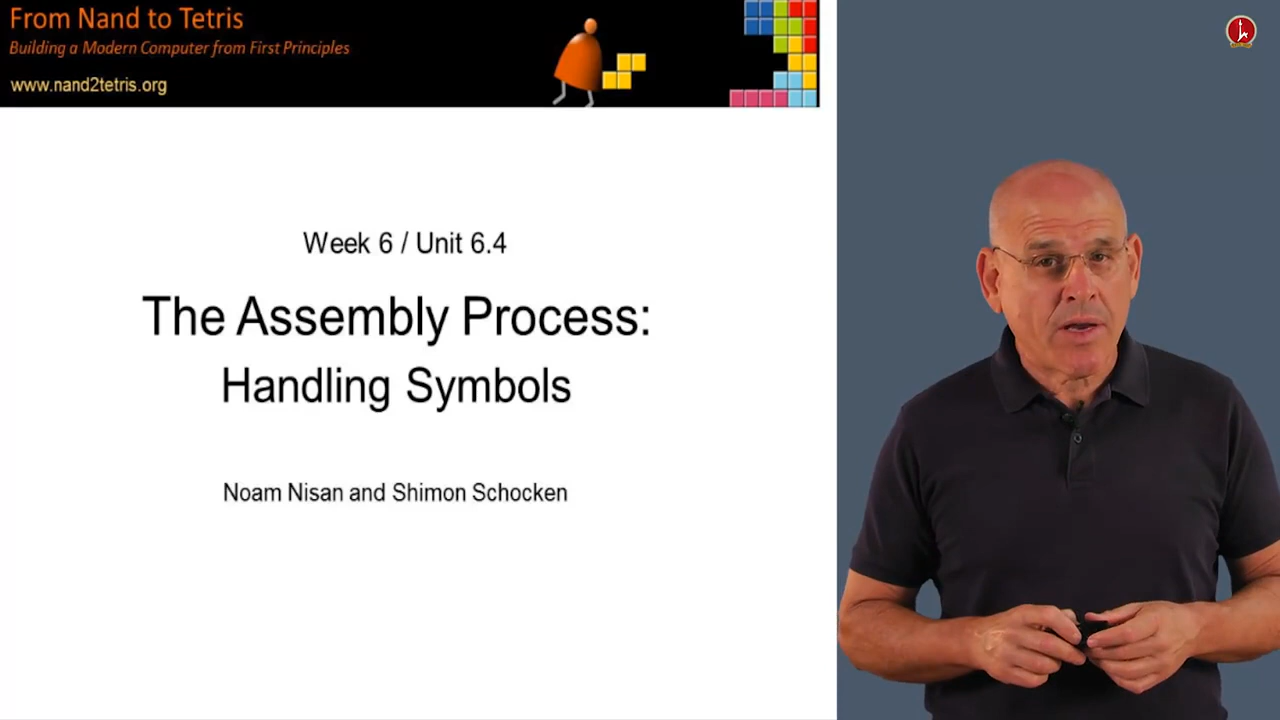 From Nand to Tetris
Building a Modern Computer from First Principles
www.nand2tetris.org
Week 6 / Unit 6.4
The Assembly Process:
Handling Symbols
Noam Nisan and Shimon Schocken